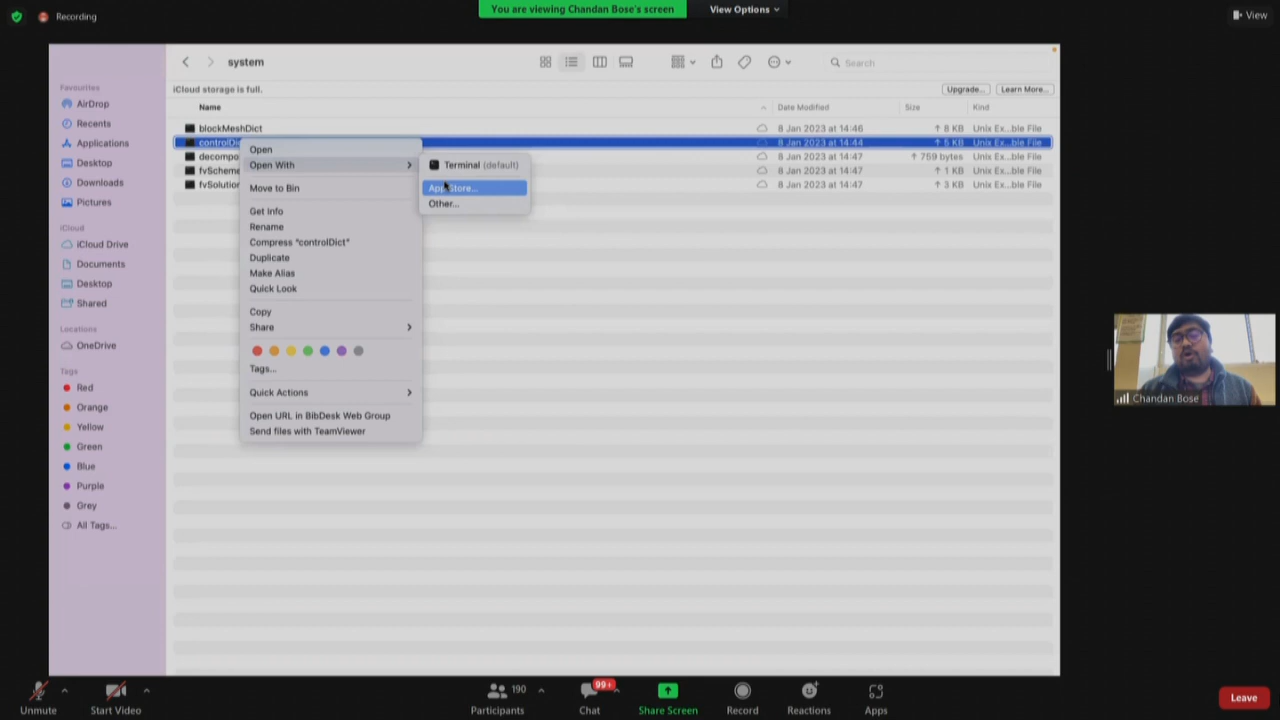 Recording
You are viewing Chandan Bose's screen
View Options
View
system
Search
iCloud storage is full.
Upgrade...
Learn More...
Name
Date Modified
Size
Kind
blockMeshDict
8 Jan 2023 at 14:46
8 KB
Unix Ex...ble File
controlDi
8 Jan 2023 at 14:44
5 KB
Unix Ex...ble File
decompo
8 Jan 2023 at 14:47
759 bytes
Unix Ex...ble File
fvScheme
8 Jan 2023 at 14:47
1 KB
Unix Ex...ble File
fvSolution
8 Jan 2023 at 14:47
3 KB
Unix Ex...ble File
Favourites
AirDrop
Recents
Applications
Desktop
Downloads
Pictures
iCloud
iCloud Drive
Documents
Desktop
Shared
Locations
OneDrive
Tags
Red
Orange
Yellow
Green
Blue
Purple
Grey
All Tags...
Open
Open With
Move to Bin
Get Info
Rename
Compress "controlDict"
Duplicate
Make Alias
Quick Look
Copy
Share
Tags...
Quick Actions
Open URL in BibDesk Web Group
Send files with TeamViewer
Terminal (default)
App Store...
Other...
Chandan Bose
Unmute
Start Video
190
Participants
99+
Chat
Share Screen
Record
Reactions
Apps
Leave